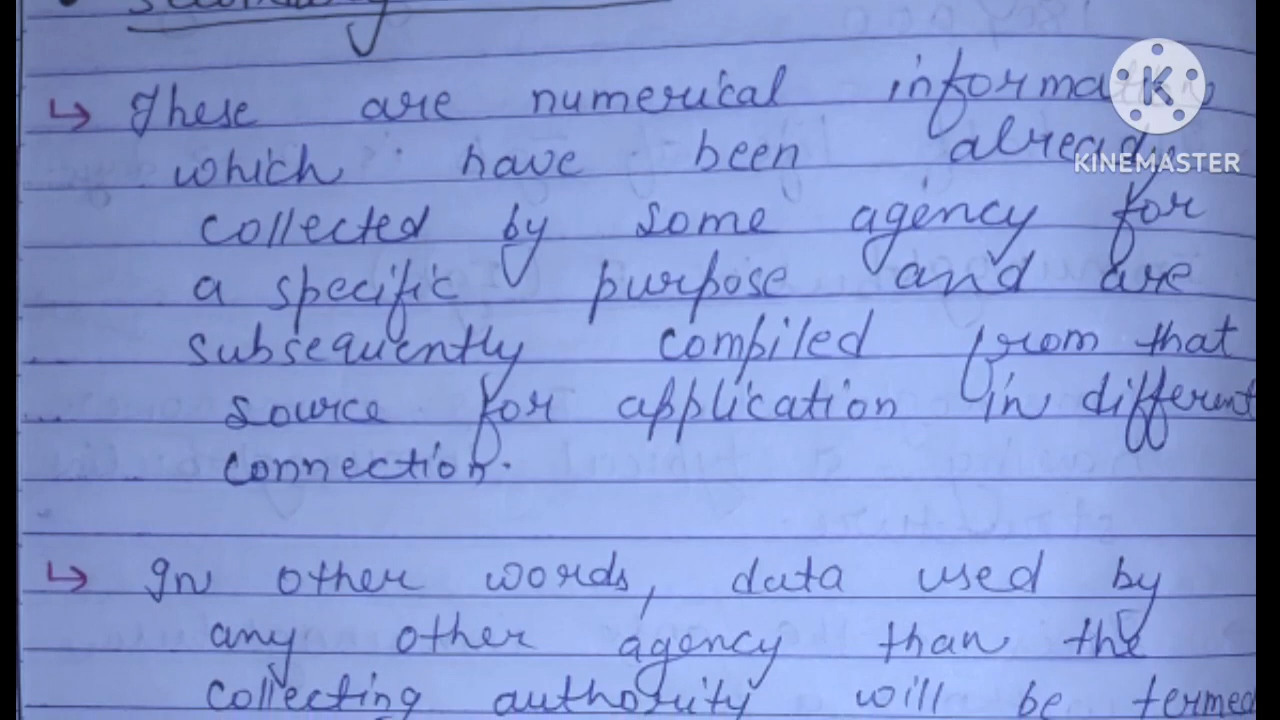 These are numerical information
which have been already
collected by some agency for
a specific purpose and are
subsequently compiled from that
source for application in different
connection.
In other words, data used by
any other agency than the
collecting authority will be termed
KINEMASTER